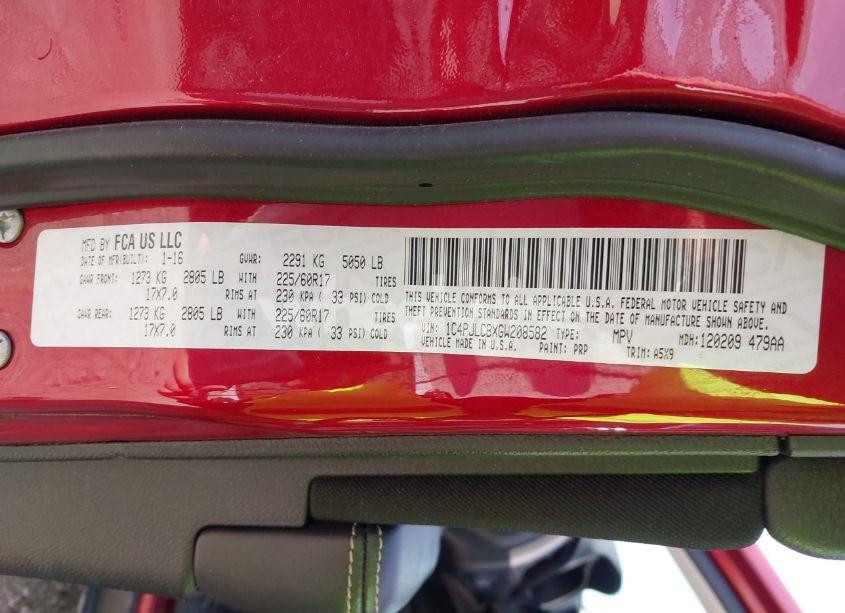 MFD BY FCA US LLC
DATE OF MFR(BUILT): 1-16 GVWR: 2291 KG 5050 LB
GAWR FRONT: 1273 KG 2805 LB WITH 225/60R17 TIRES
17X7.0 RIMS AT 230 KPA ( 33 PSI) COLD
GAWR REAR: 1273 KG 2805 LB WITH 225/60R17 TIRES
17X7.0 RIMS AT 230 KPA ( 33 PSI) COLD
THIS VEHICLE CONFORMS TO ALL APPLICABLE U.S.A. FEDERAL MOTOR VEHICLE SAFETY AND
THEFT PREVENTION STANDARDS IN EFFECT ON THE DATE OF MANUFACTURE SHOWN ABOVE.
VIN: 1C4PJLCBXGW208582 TYPE: MPV MDH: 120209 479AA
VEHICLE MADE IN U.S.A. PAINT: PRP TRIM: A5X9